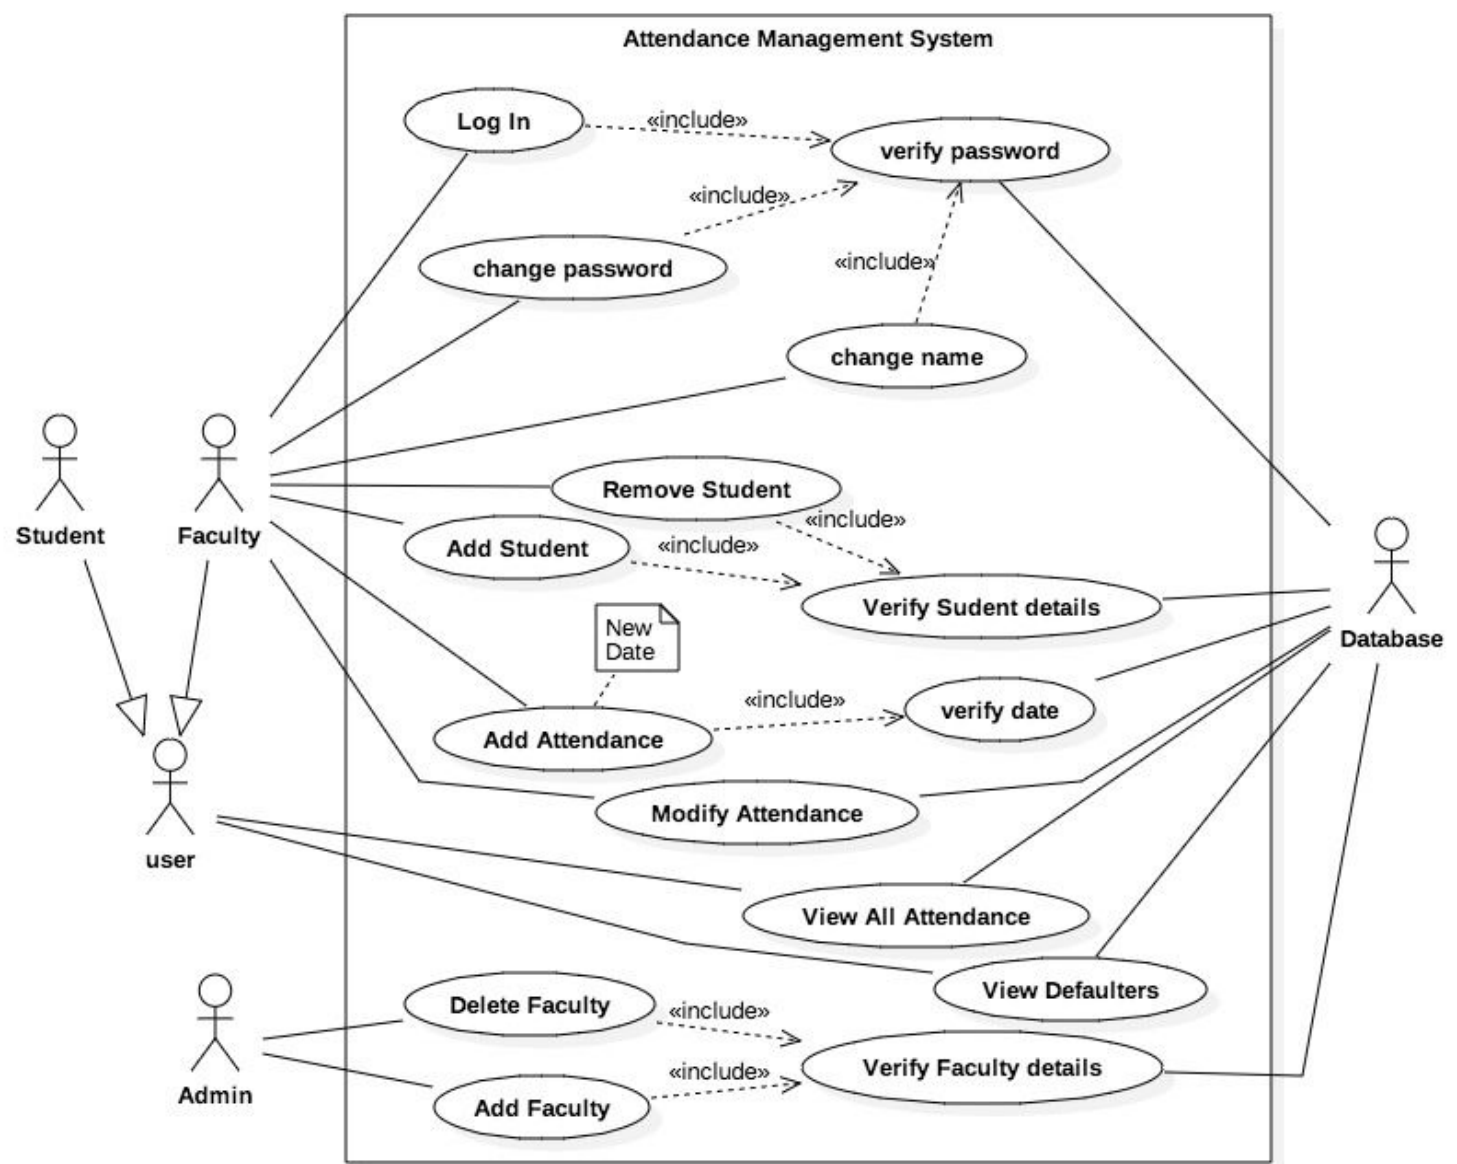 Attendance Management System
Log In
«include»
verify password
«include»
change password
«include»
change name
Student
Faculty
Remove Student
«include»
Add Student
«include»
Verify Sudent details
New
Date
Database
«include»
verify date
Add Attendance
Modify Attendance
user
View All Attendance
View Defaulters
Delete Faculty
«include»
Verify Faculty details
«include»
Admin
Add Faculty